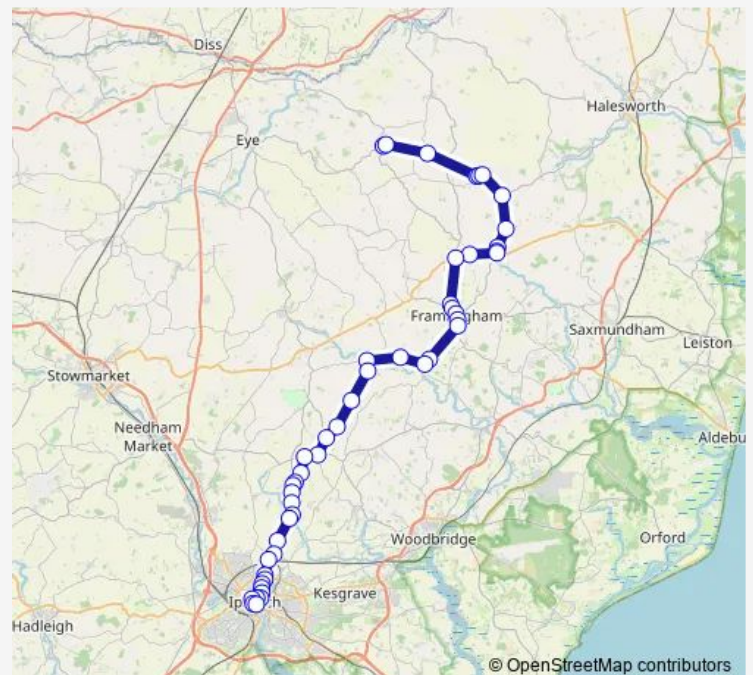 Diss
Halesworth
Eye
Framlingham
Saxmundham
Leiston
Stowmarket
Needham
Market
Aldebu
Woodbridge
Orford
Kesgrave
Hadleigh
© OpenStreetMap contributors